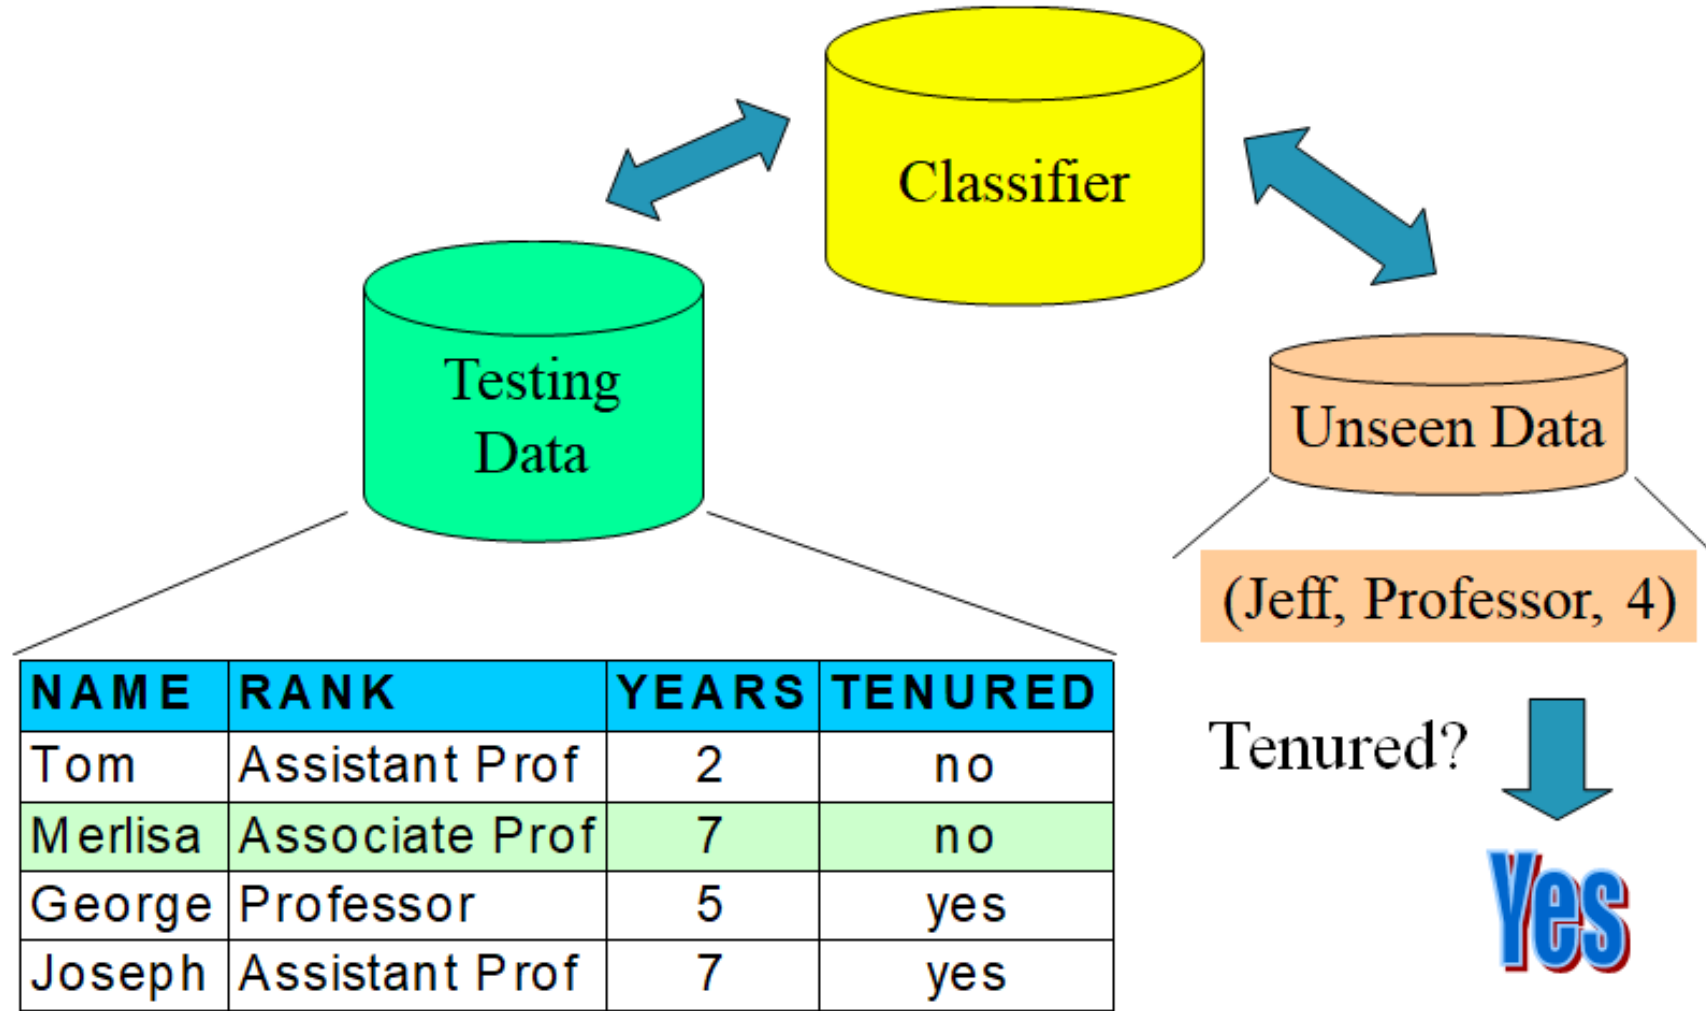 Classifier
Testing
Data
Unseen Data
(Jeff, Professor, 4)
NAME RANK YEARS TENURED
Tom Assistant Prof 2 no
Merlisa Associate Prof 7 no
George Professor 5 yes
Joseph Assistant Prof 7 yes
Tenured?
Yes